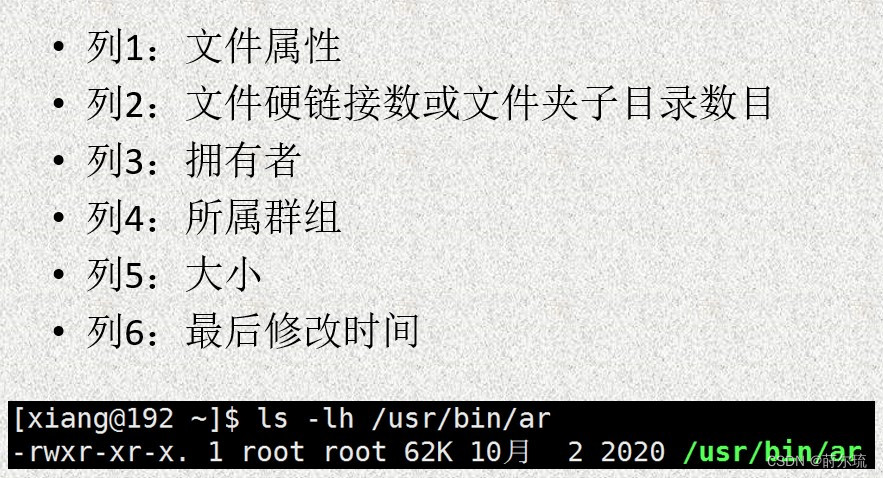 • 列1：文件属性
• 列2：文件硬链接数或文件夹子目录数目
• 列3：拥有者
• 列4：所属群组
• 列5：大小
• 列6：最后修改时间
[xiang@192 ~]$ ls -lh /usr/bin/ar
-rwxr-xr-x. 1 root root 62K 10月  2 2020 /usr/bin/ar
CSDN @莳尔琉